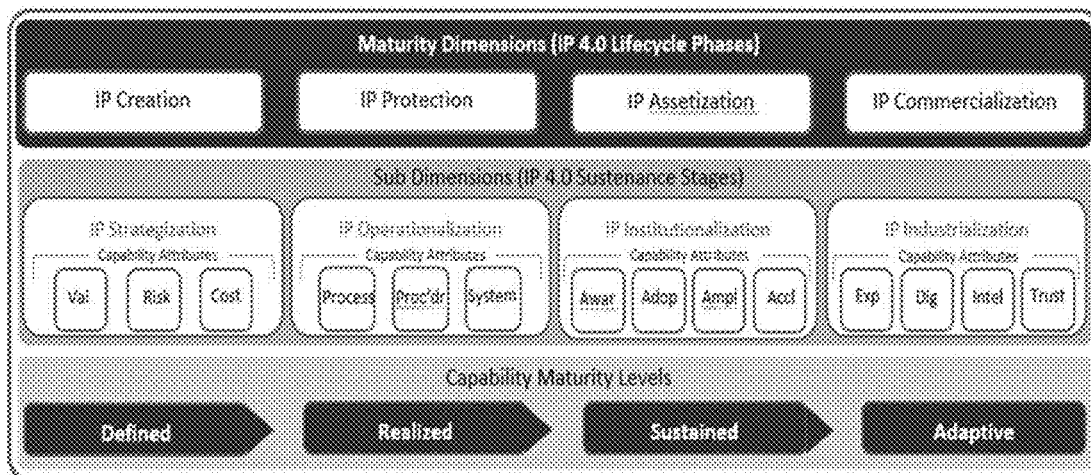 Maturity Dimensions (IP 4.0 Lifecycle Phases)
IP Creation IP Protection IP Assetization IP Commercialization
Sub Dimensions (IP 4.0 Sustenance Stages)
IP Strategization IP Operationalization IP Institutionalization IP Industrialization
Capability Attributes Capability Attributes Capability Attributes Capability Attributes
Val Risk Cost Process Proc'dr System Awar Adop Ampl Accl Exp Dig Intel Trust
Capability Maturity Levels
Defined Realized Sustained Adaptive